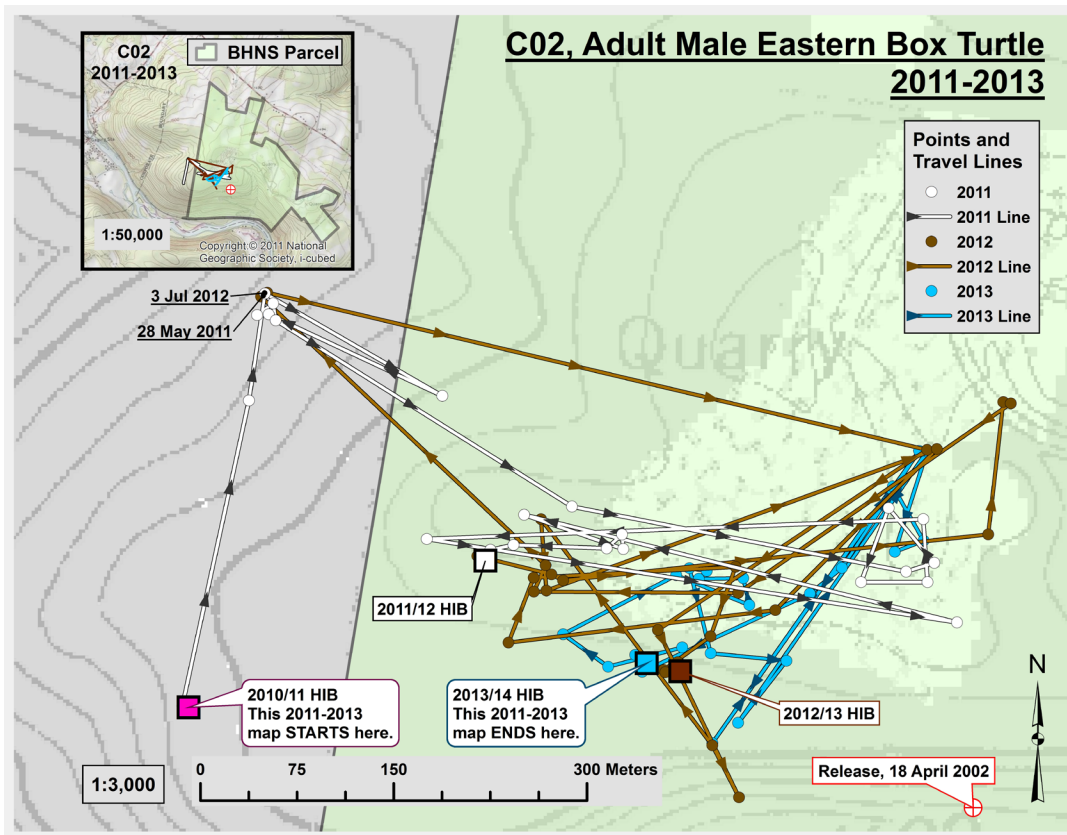 C02, Adult Male Eastern Box Turtle
2011-2013
C02
2011-2013
BHNS Parcel
1:50,000
Copyright:© 2011 National
Geographic Society, i-cubed
Points and
Travel Lines
2011
2011 Line
2012
2012 Line
2013
2013 Line
3 Jul 2012
28 May 2011
Quarry
2011/12 HIB
2010/11 HIB
This 2011-2013
map STARTS here.
2013/14 HIB
This 2011-2013
map ENDS here.
2012/13 HIB
N
Release, 18 April 2002
1:3,000
0 75 150 300 Meters